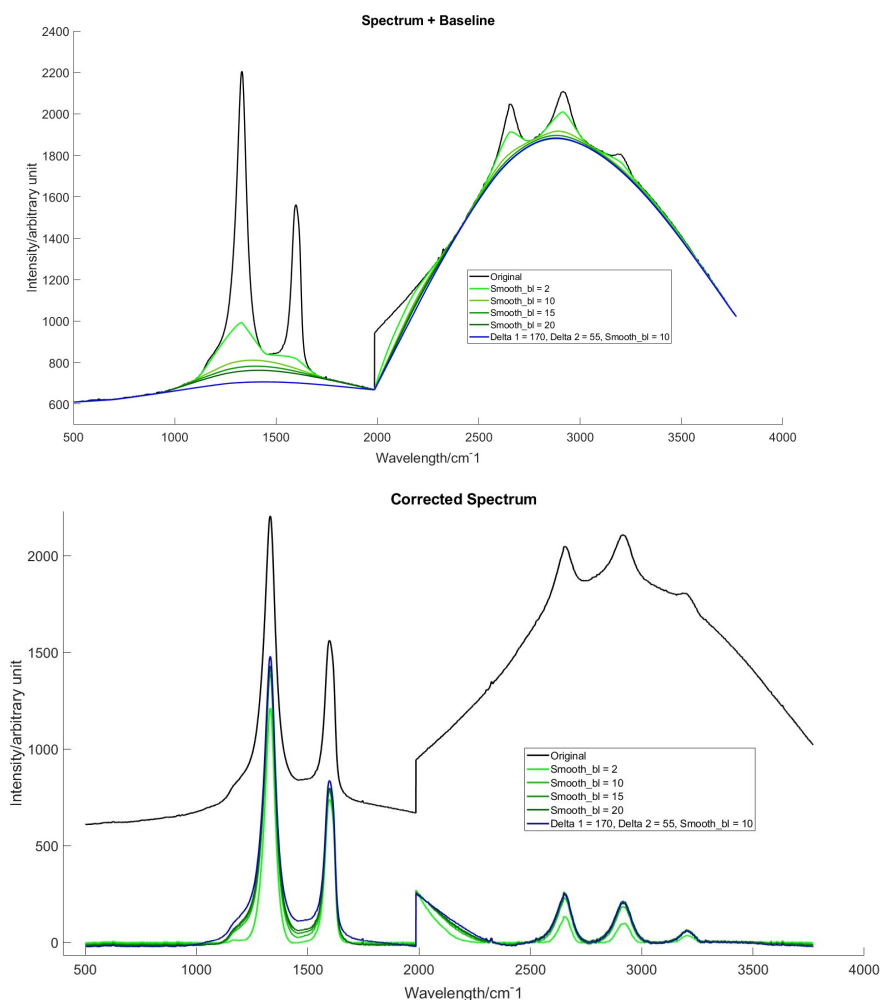 Spectrum + Baseline
2400
2200
2000
1800
1600
1400
1200
1000
800
600
Intensity/arbitrary unit
Original
Smooth_bl = 2
Smooth_bl = 10
Smooth_bl = 15
Smooth_bl = 20
Delta 1 = 170, Delta 2 = 55, Smooth_bl = 10
500 1000 1500 2000 2500 3000 3500 4000
Wavelength/cm-1
Corrected Spectrum
2000
1500
1000
500
0
Intensity/arbitrary unit
Original
Smooth_bl = 2
Smooth_bl = 10
Smooth_bl = 15
Smooth_bl = 20
Delta 1 = 170, Delta 2 = 55, Smooth_bl = 10
500 1000 1500 2000 2500 3000 3500 4000
Wavelength/cm-1